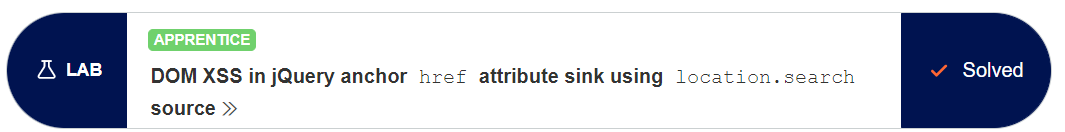 LAB
APPRENTICE
DOM XSS in jQuery anchor href attribute sink using location.search
source
Solved